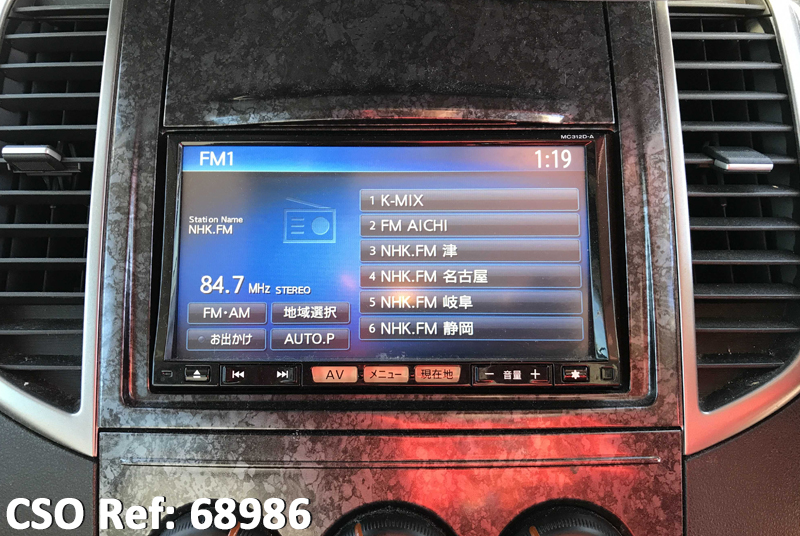 MC312D-A
FM1
1:19
Station Name
NHK.FM
84.7 MHz STEREO
FM・AM
地域選択
お出かけ
AUTO.P
1 K-MIX
2 FM AICHI
3 NHK.FM 津
4 NHK.FM 名古屋
5 NHK.FM 岐阜
6 NHK.FM 静岡
AV
メニュー
現在地
－ 音量 ＋
CSO Ref: 68986